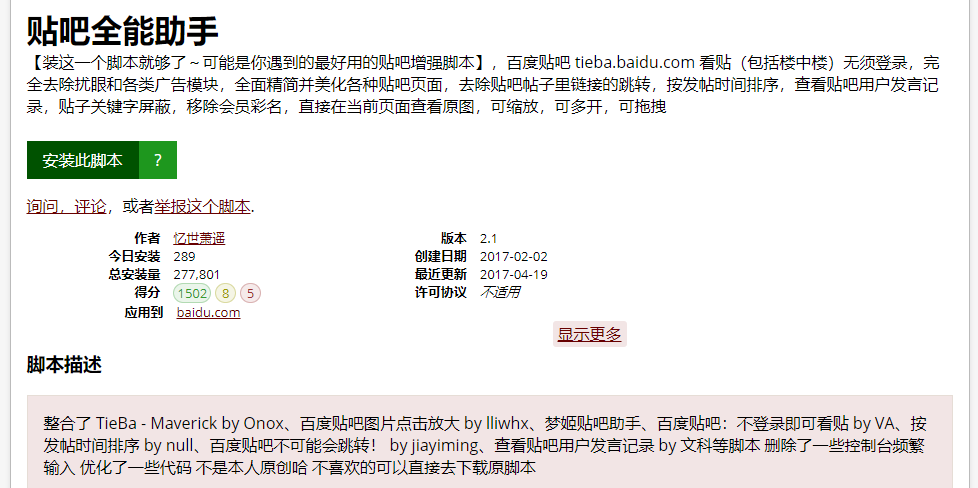 贴吧全能助手
【装这一个脚本就够了～可能是你遇到的最好用的贴吧增强脚本】，百度贴吧 tieba.baidu.com 看贴（包括楼中楼）无须登录，完
全去除扰眼和各类广告模块，全面精简并美化各种贴吧页面，去除贴吧帖子里链接的跳转，按发帖时间排序，查看贴吧用户发言记
录，贴子关键字屏蔽，移除会员彩名，直接在当前页面查看原图，可缩放，可多开，可拖拽
安装此脚本 ?
询问，评论，或者举报这个脚本.
作者 忆世萧遥 版本 2.1
今日安装 289 创建日期 2017-02-02
总安装量 277,801 最近更新 2017-04-19
得分 1502 8 5 许可协议 不适用
应用到 baidu.com
显示更多
脚本描述
整合了 TieBa - Maverick by Onox、百度贴吧图片点击放大 by lliwhx、梦姬贴吧助手、百度贴吧：不登录即可看贴 by VA、按
发帖时间排序 by null、百度贴吧不可能会跳转！ by jiayiming、查看贴吧用户发言记录 by 文科等脚本 删除了一些控制台频繁
输入 优化了一些代码 不是本人原创哈 不喜欢的可以直接去下载原脚本